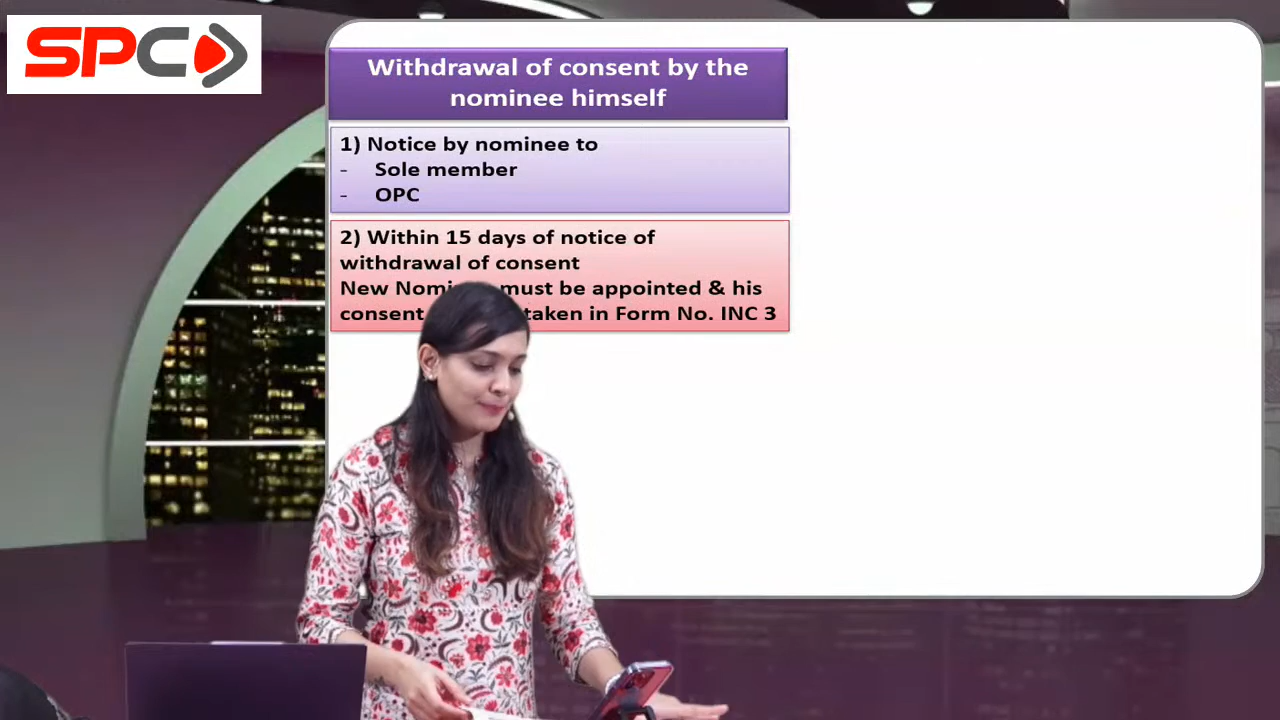 SPC
Withdrawal of consent by the
nominee himself
1) Notice by nominee to
- Sole member
- OPC
2) Within 15 days of notice of
withdrawal of consent
New must be appointed & his
consent taken in Form No. INC 3